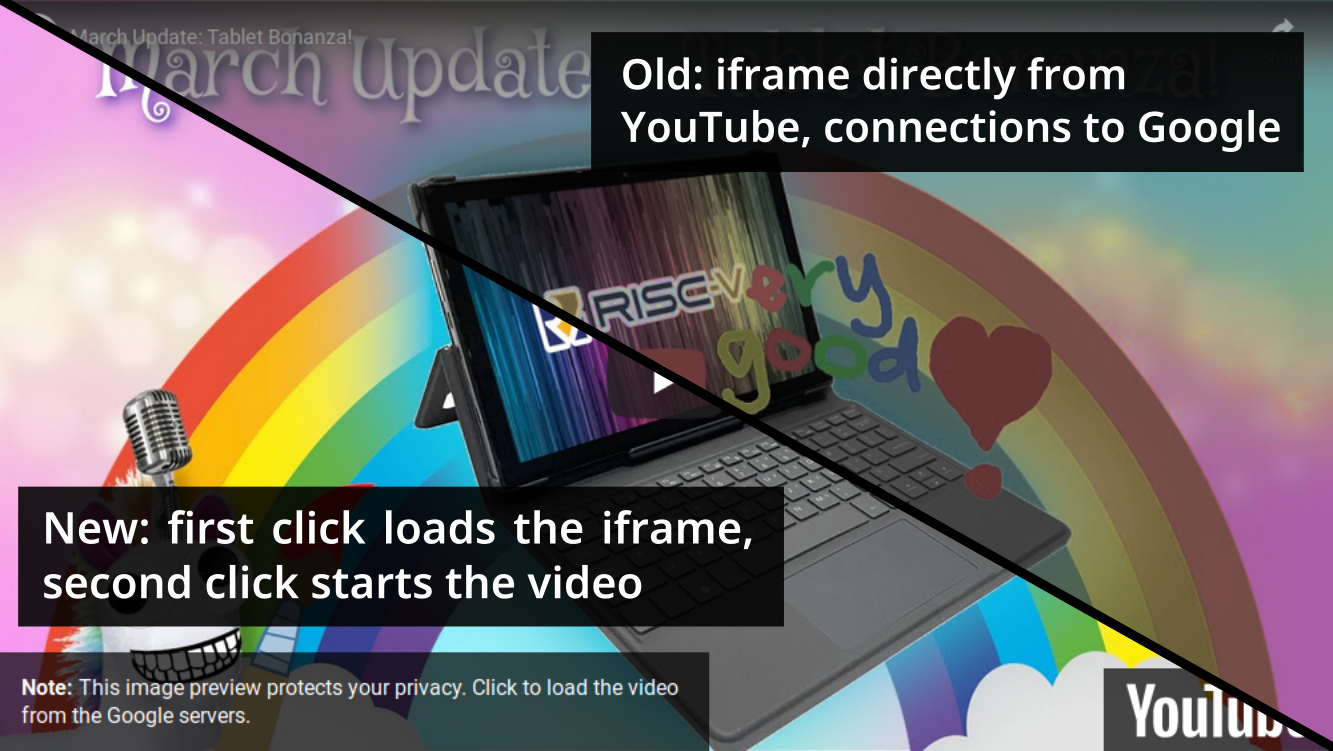 March Update: Tablet Bonanza!
March Update
Old: iframe directly from
YouTube, connections to Google
RISC-Very
good
New: first click loads the iframe,
second click starts the video
Note: This image preview protects your privacy. Click to load the video
from the Google servers.
YouTube